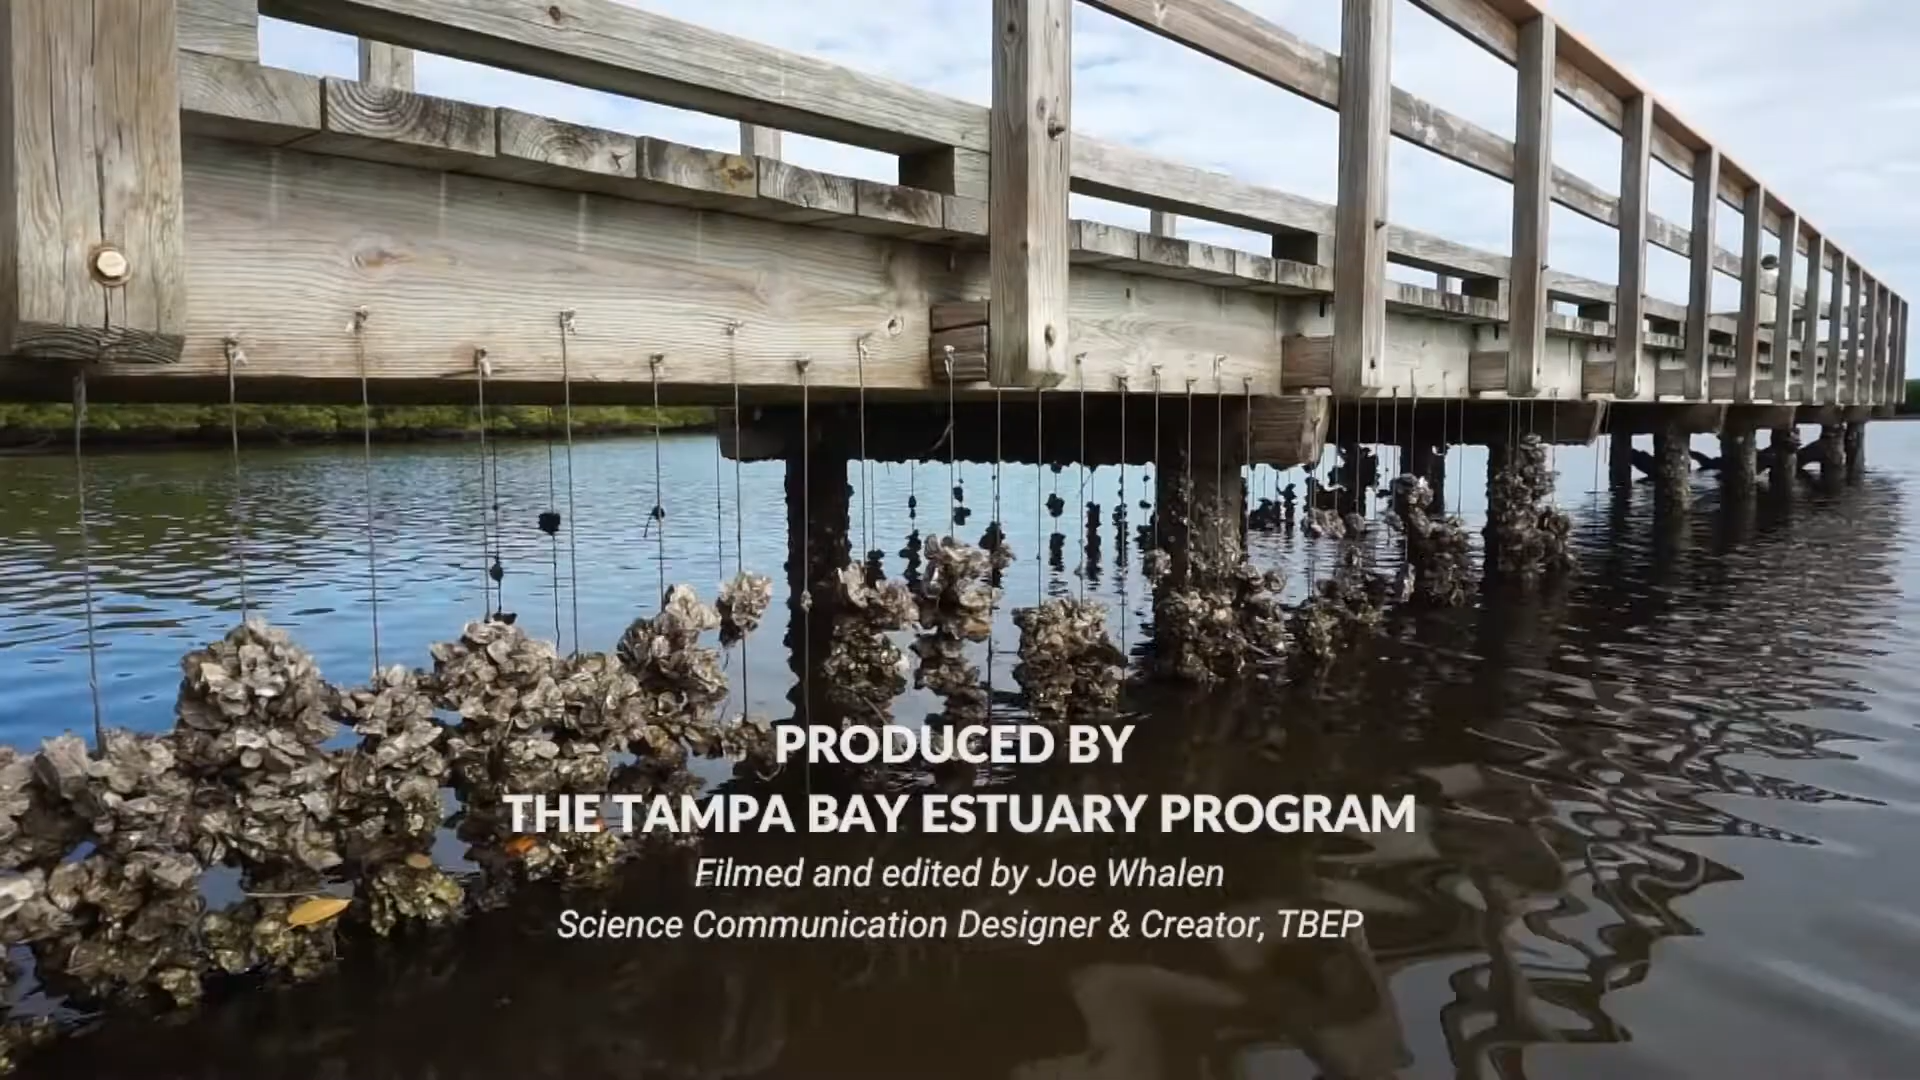 PRODUCED BY
THE TAMPA BAY ESTUARY PROGRAM
Filmed and edited by Joe Whalen
Science Communication Designer & Creator, TBEP